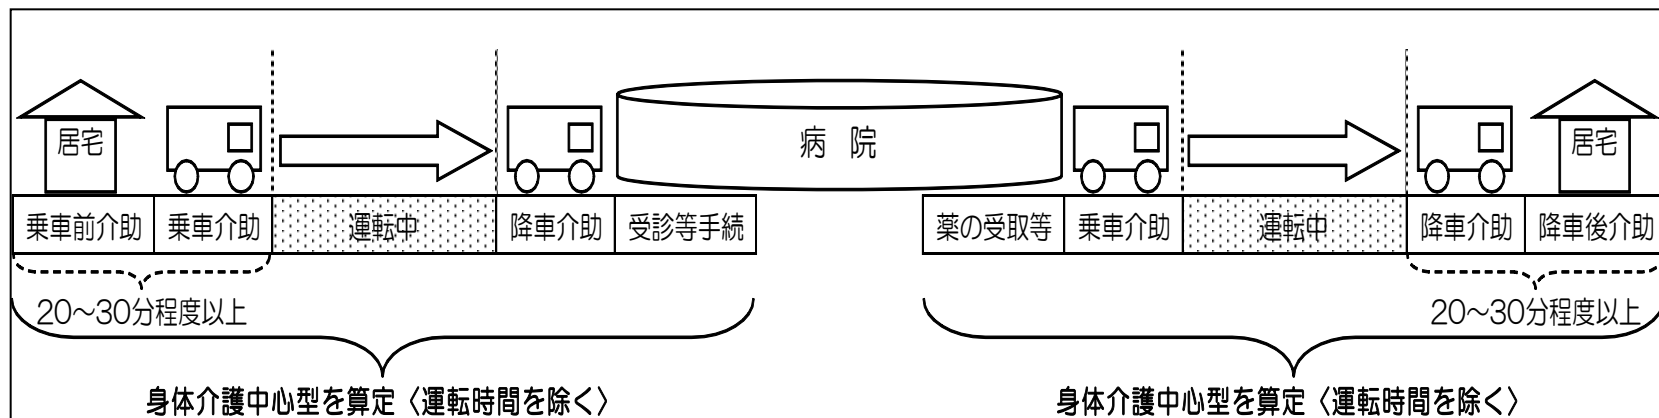 居宅
病 院
居宅
乗車前介助 乗車介助 運転中 降車介助 受診等手続 薬の受取等 乗車介助 運転中 降車介助 降車後介助
20～30分程度以上 20～30分程度以上
身体介護中心型を算定〈運転時間を除く〉 身体介護中心型を算定〈運転時間を除く〉